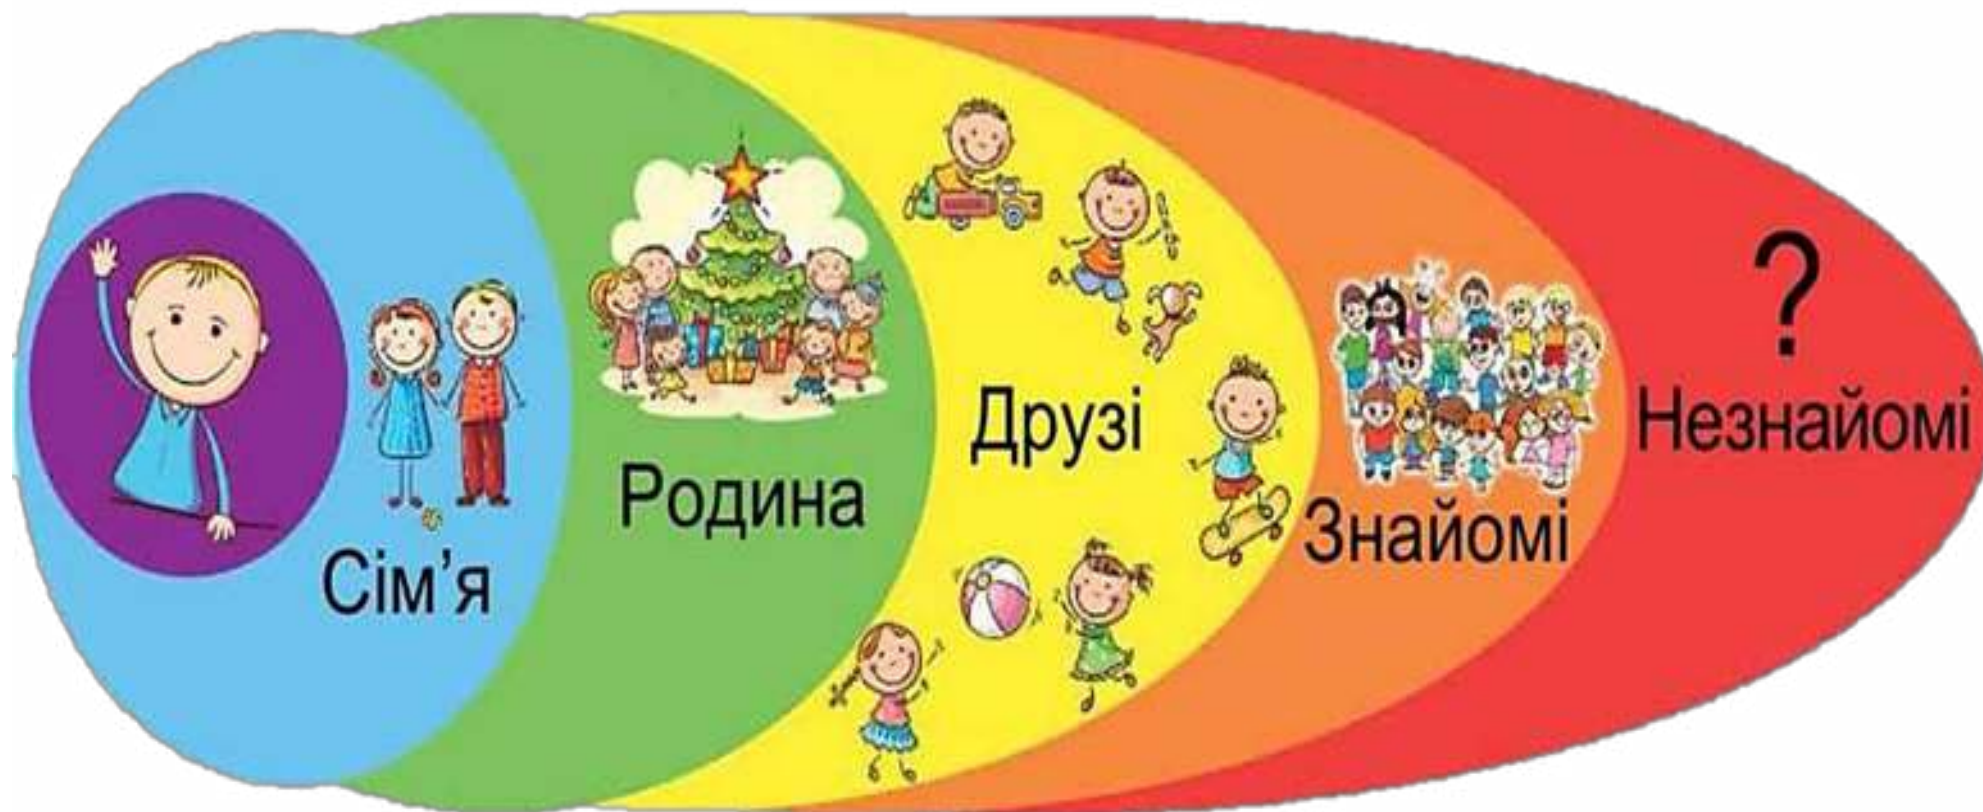 Сім’я
Родина
Друзі
Знайомі
?
Незнайомі